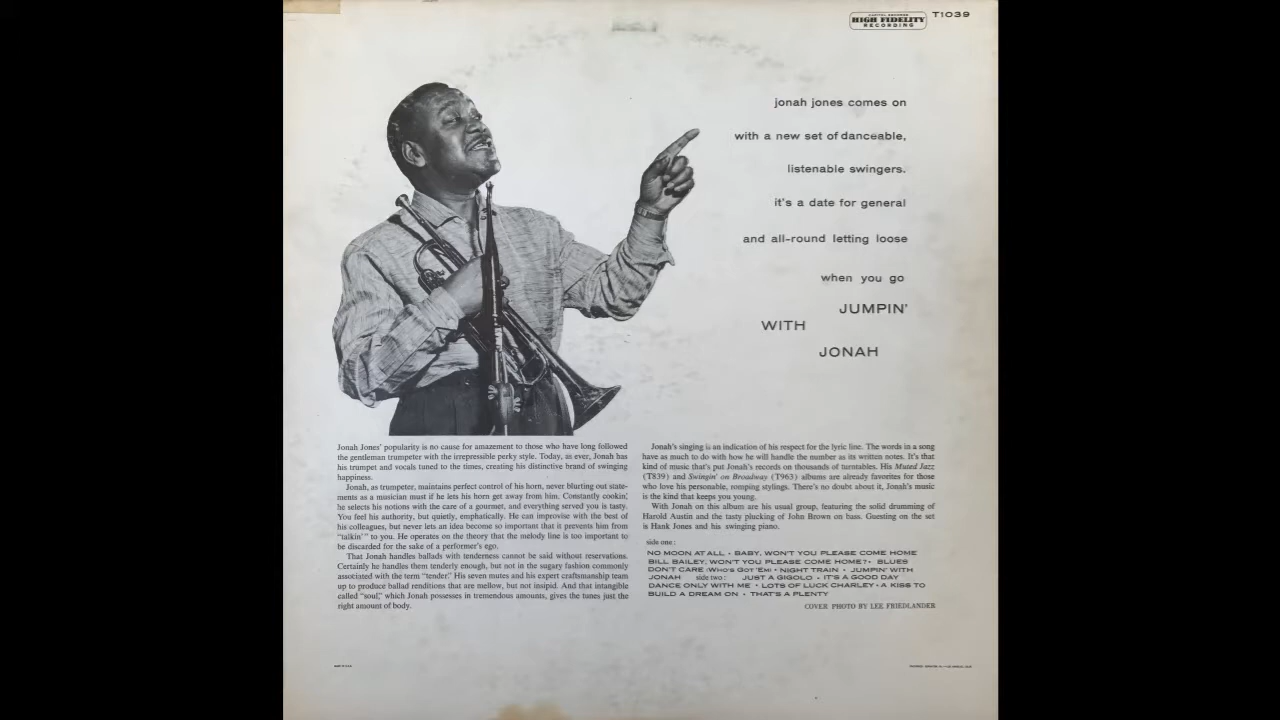 CAPITOL RECORDS
HIGH FIDELITY
RECORDING
T1039
jonah jones comes on
with a new set of danceable,
listenable swingers.
it's a date for general
and all-round letting loose
when you go
JUMPIN'
WITH
JONAH
Jonah Jones' popularity is no cause for amazement to those who have long followed
the gentleman trumpeter with the irrepressible perky style. Today, as ever, Jonah has
his trumpet and vocals tuned to the times, creating his distinctive brand of swinging
happiness.
Jonah, as trumpeter, maintains perfect control of his horn, never blurting out state-
ments as a musician must if he lets his horn get away from him. Constantly cookin',
he selects his notions with the care of a gourmet, and everything served you is tasty.
You feel his authority, but quietly, emphatically. He can improvise with the best of
his colleagues, but never lets an idea become so important that it prevents him from
"talkin'" to you. He operates on the theory that the melody line is too important to
be discarded for the sake of a performer's ego.
That Jonah handles ballads with tenderness cannot be said without reservations.
Certainly he handles them tenderly enough, but not in the sugary fashion commonly
associated with the term "tender." His seven mutes and his expert craftsmanship team
up to produce ballad renditions that are mellow, but not insipid. And that intangible
called "soul," which Jonah possesses in tremendous amounts, gives the tunes just the
right amount of body.
Jonah's singing is an indication of his respect for the lyric line. The words in a song
have as much to do with how he will handle the number as its written notes. It's that
kind of music that's put Jonah's records on thousands of turntables. His Muted Jazz
(T839) and Swingin' on Broadway (T963) albums are already favorites for those
who love his personable, romping stylings. There's no doubt about it, Jonah's music
is the kind that keeps you young.
With Jonah on this album are his usual group, featuring the solid drumming of
Harold Austin and the tasty plucking of John Brown on bass. Guesting on the set
is Hank Jones and his swinging piano.
side one:
NO MOON AT ALL • BABY, WON'T YOU PLEASE COME HOME
BILL BAILEY, WON'T YOU PLEASE COME HOME? • BLUES
DON'T CARE (WHO'S GOT 'EM) • NIGHT TRAIN • JUMPIN' WITH
JONAH side two: JUST A GIGOLO • IT'S A GOOD DAY
DANCE ONLY WITH ME • LOTS OF LUCK CHARLEY • A KISS TO
BUILD A DREAM ON • THAT'S A PLENTY
COVER PHOTO BY LEE FRIEDLANDER